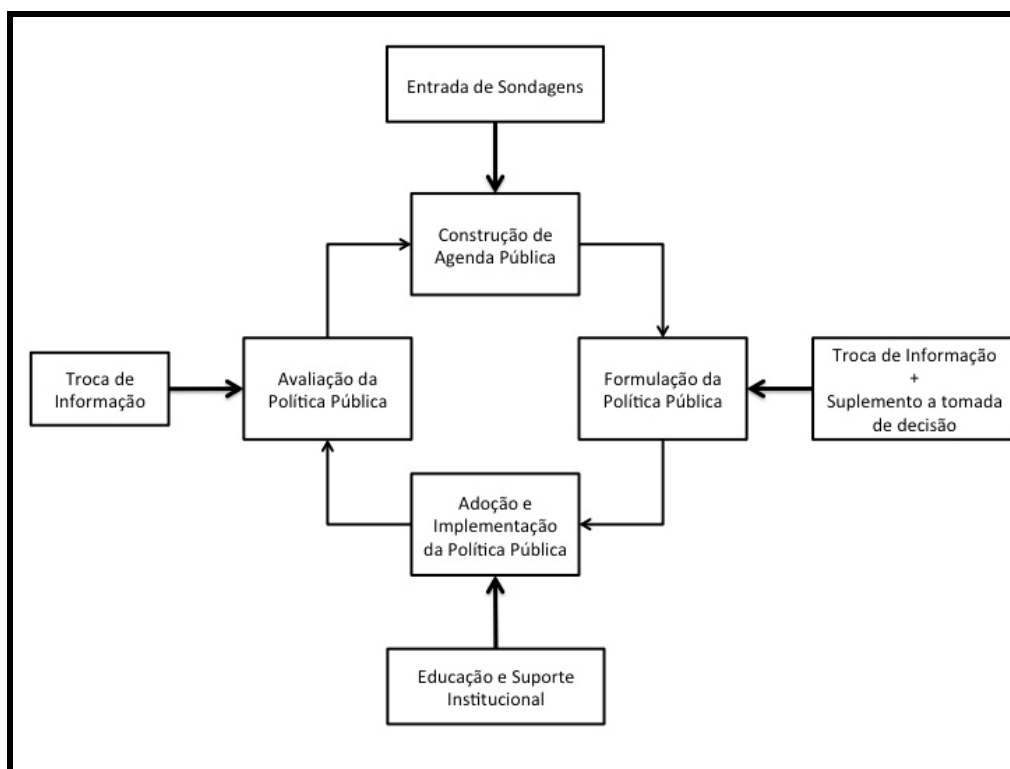 Entrada de Sondagens
Construção de
Agenda Pública
Troca de
Informação
Avaliação da
Política Pública
Formulação da
Política Pública
Troca de Informação
+
Suplemento a tomada
de decisão
Adoção e
Implementação
da Política Pública
Educação e Suporte
Institucional